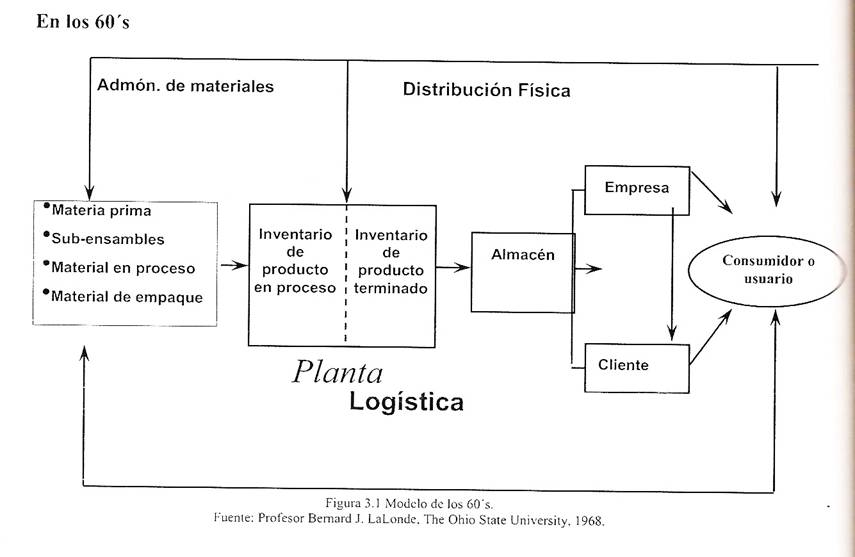 En los 60´s
Admón. de materiales
Distribución Física
•Materia prima
•Sub-ensambles
•Material en proceso
•Material de empaque
Inventario
de
producto
en proceso
Inventario
de
producto
terminado
Almacén
Empresa
Cliente
Consumidor o
usuario
Planta
Logística
Figura 3.1 Modelo de los 60´s.
Fuente: Profesor Bernard J. LaLonde, The Ohio State University, 1968.